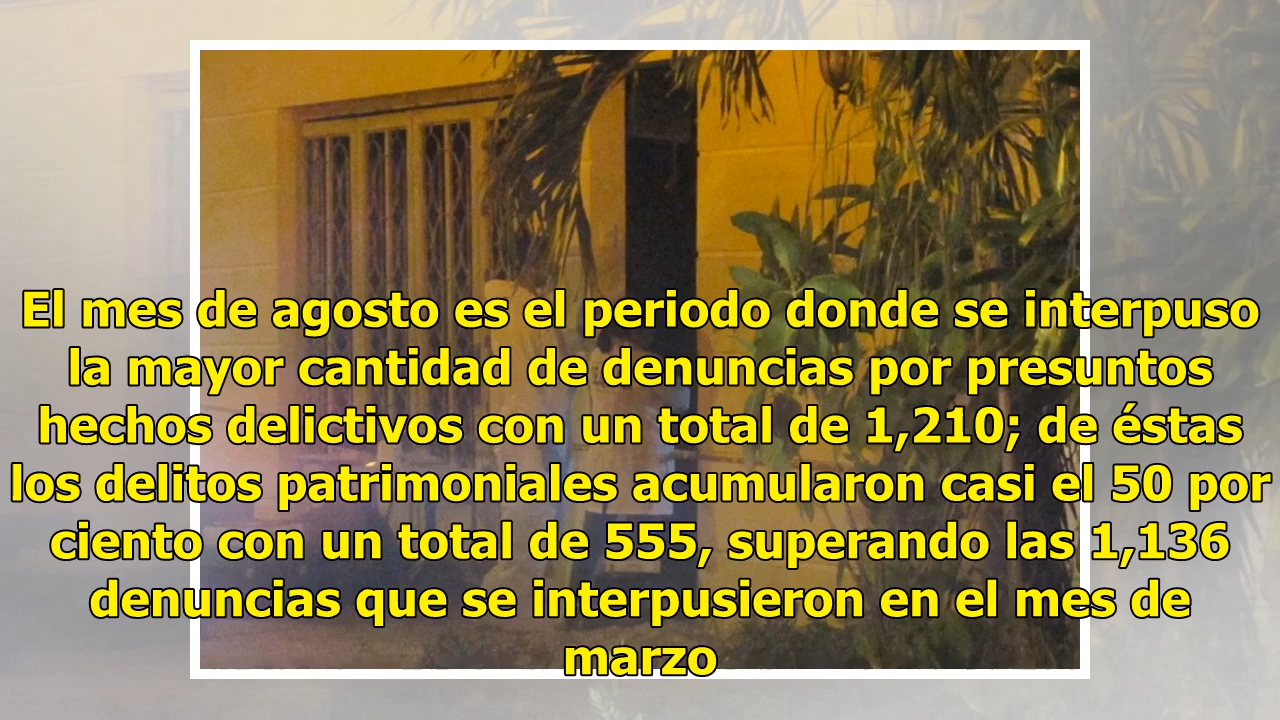 El mes de agosto es el periodo donde se interpuso
la mayor cantidad de denuncias por presuntos
hechos delictivos con un total de 1,210; de éstas
los delitos patrimoniales acumularon casi el 50 por
ciento con un total de 555, superando las 1,136
denuncias que se interpusieron en el mes de
marzo